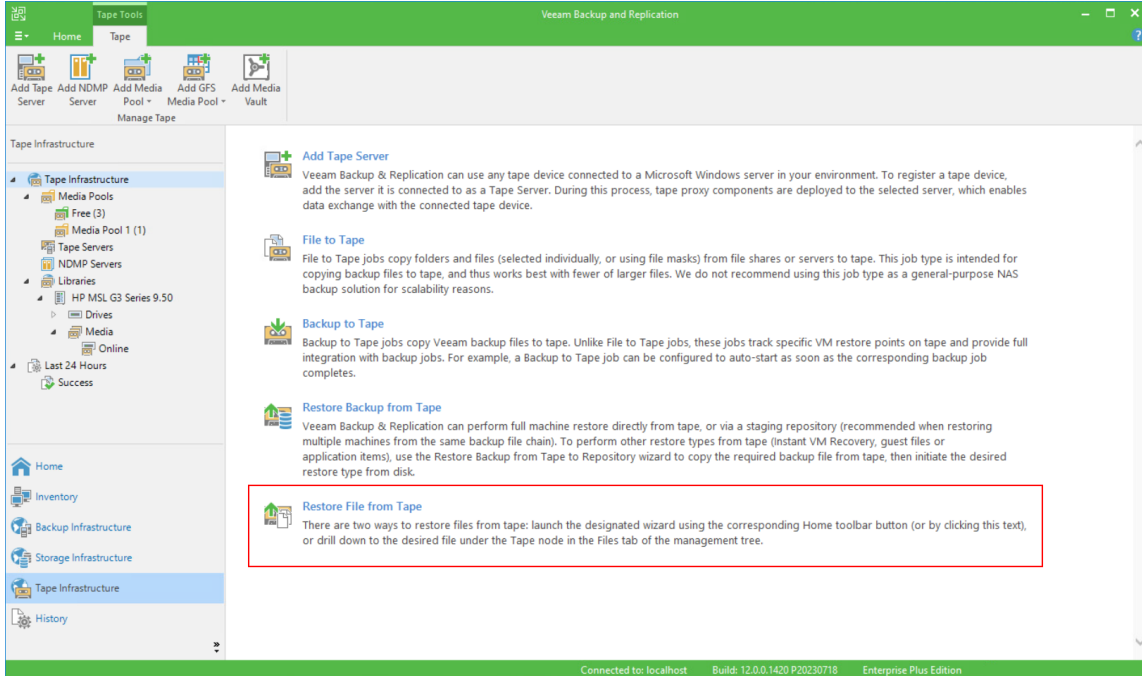 Tape Tools
Veeam Backup and Replication
Home Tape
?
Add Tape Server
Add NDMP Server
Add Media Pool
Add GFS Media Pool
Add Media Vault
Manage Tape
Tape Infrastructure
Tape Infrastructure
Media Pools
Free (3)
Media Pool 1 (1)
Tape Servers
NDMP Servers
Libraries
HP MSL G3 Series 9.50
Drives
Media
Online
Last 24 Hours
Success
Home
Inventory
Backup Infrastructure
Storage Infrastructure
Tape Infrastructure
History
Add Tape Server
Veeam Backup & Replication can use any tape device connected to a Microsoft Windows server in your environment. To register a tape device,
add the server it is connected to as a Tape Server. During this process, tape proxy components are deployed to the selected server, which enables
data exchange with the connected tape device.
File to Tape
File to Tape jobs copy folders and files (selected individually, or using file masks) from file shares or servers to tape. This job type is intended for
copying backup files to tape, and thus works best with fewer of larger files. We do not recommend using this job type as a general-purpose NAS
backup solution for scalability reasons.
Backup to Tape
Backup to Tape jobs copy Veeam backup files to tape. Unlike File to Tape jobs, these jobs track specific VM restore points on tape and provide full
integration with backup jobs. For example, a Backup to Tape job can be configured to auto-start as soon as the corresponding backup job
completes.
Restore Backup from Tape
Veeam Backup & Replication can perform full machine restore directly from tape, or via a staging repository (recommended when restoring
multiple machines from the same backup file chain). To perform other restore types from tape (Instant VM Recovery, guest files or
application items), use the Restore Backup from Tape to Repository wizard to copy the required backup file from tape, then initiate the desired
restore type from disk.
Restore File from Tape
There are two ways to restore files from tape: launch the designated wizard using the corresponding Home toolbar button (or by clicking this text),
or drill down to the desired file under the Tape node in the Files tab of the management tree.
Connected to: localhost Build: 12.0.0.1420 P20230718 Enterprise Plus Edition